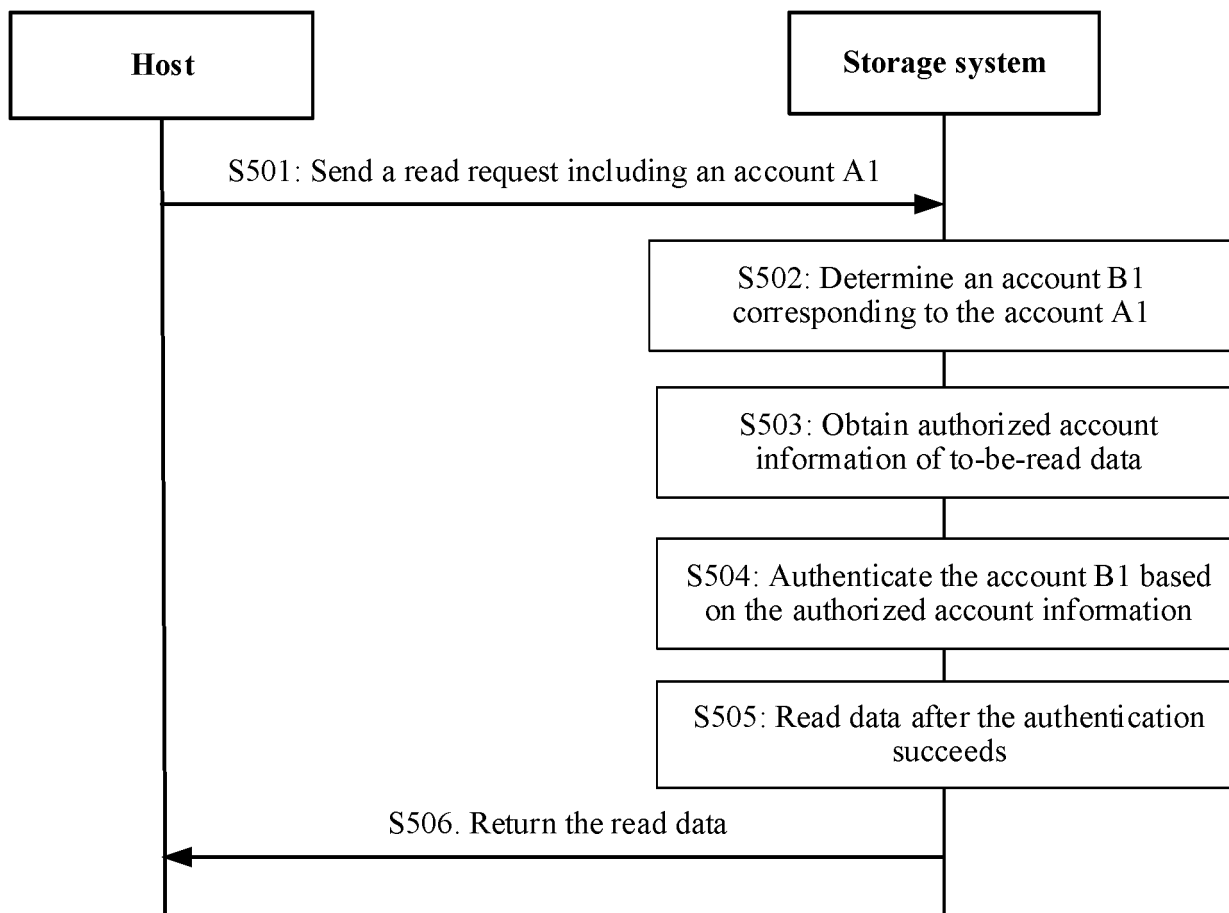 Host
Storage system
S501: Send a read request including an account A1
S502: Determine an account B1
corresponding to the account A1
S503: Obtain authorized account
information of to-be-read data
S504: Authenticate the account B1 based
on the authorized account information
S505: Read data after the authentication
succeeds
S506. Return the read data